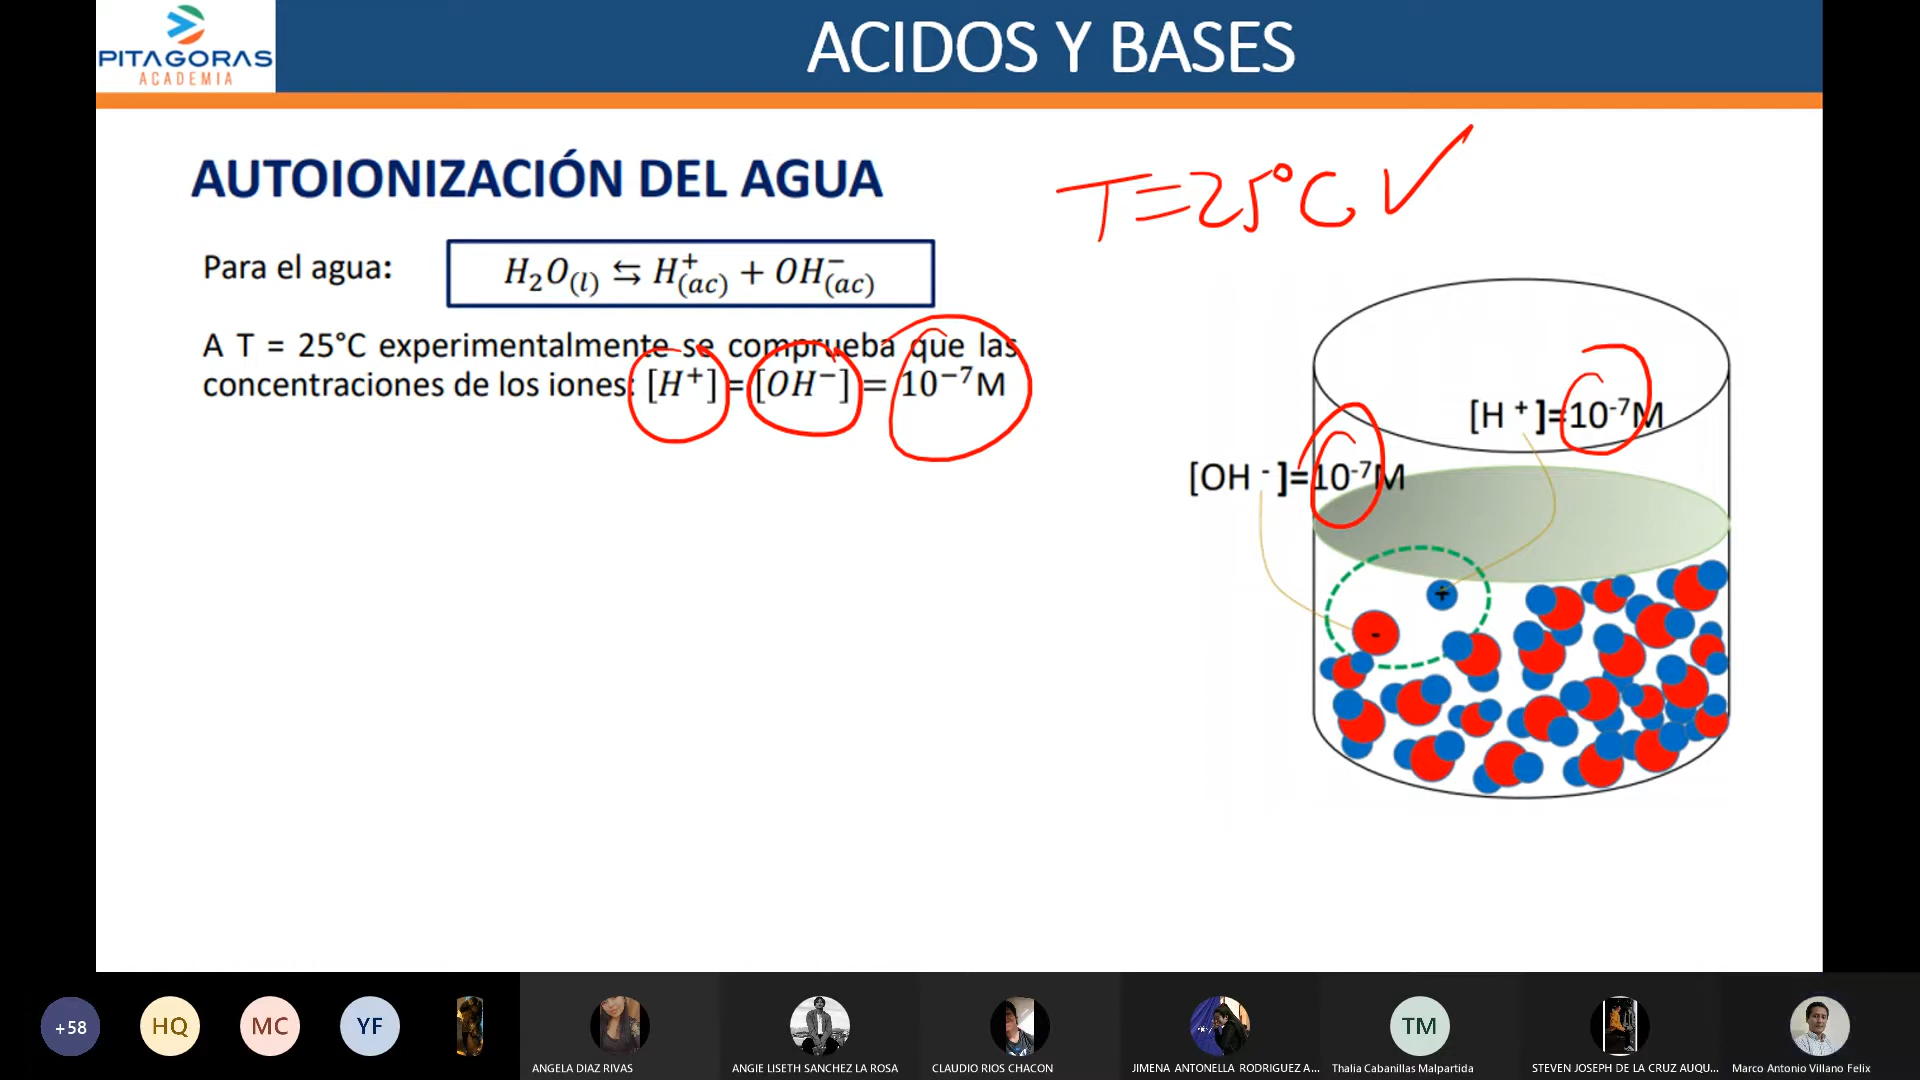 PITAGORAS
ACADEMIA
ACIDOS Y BASES
AUTOIONIZACIÓN DEL AGUA
T=25°C
Para el agua:
H₂O(l) ⇆ H⁺(ac) + OH⁻(ac)
A T = 25°C experimentalmente se comprueba que las
concentraciones de los iones: [H⁺] = [OH⁻] = 10⁻⁷M
[H ⁺ ]=10⁻⁷M
[OH ⁻ ]=10⁻⁷M
+
-
+58
HQ
MC
YF
TM
ANGELA DIAZ RIVAS
ANGIE LISETH SANCHEZ LA ROSA
CLAUDIO RIOS CHACON
JIMENA ANTONELLA RODRIGUEZ A...
Thalia Cabanillas Malpartida
STEVEN JOSEPH DE LA CRUZ AUQU...
Marco Antonio Villano Felix